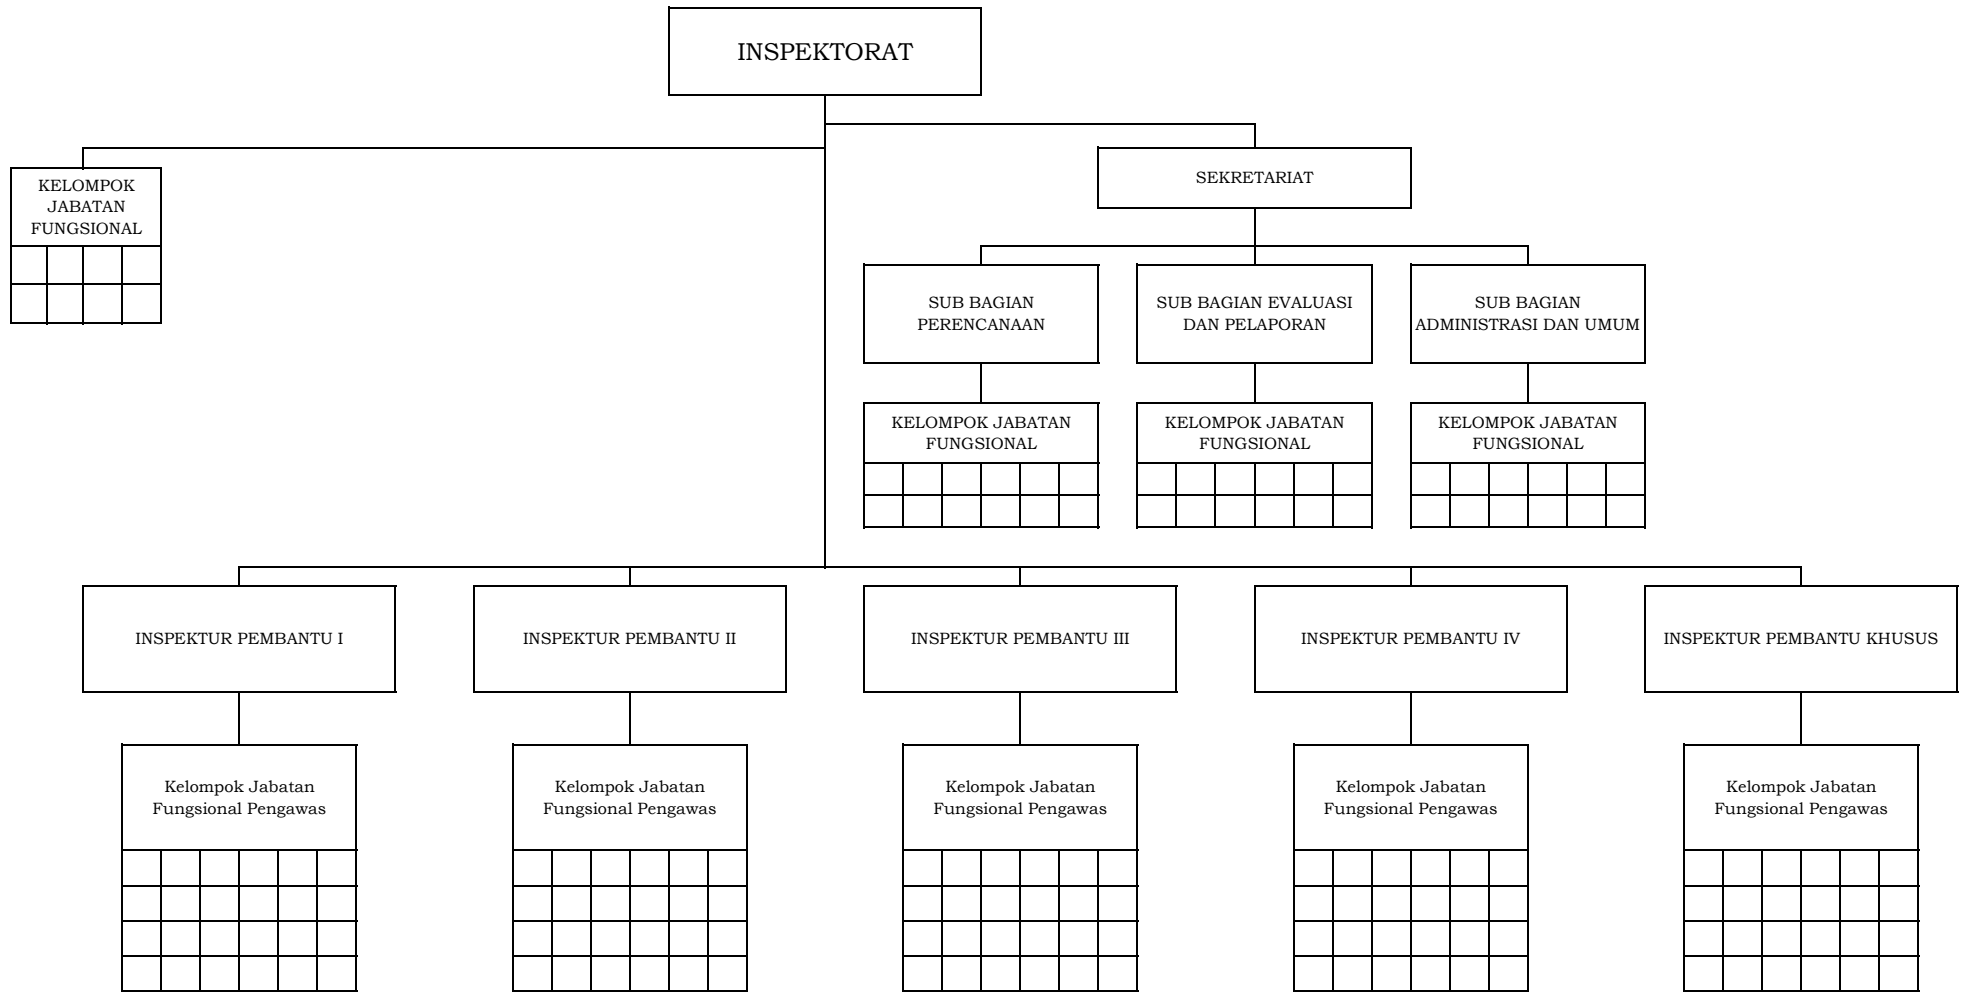 INSPEKTORAT
SEKRETARIAT
KELOMPOK
JABATAN
FUNGSIONAL
SUB BAGIAN
PERENCANAAN
SUB BAGIAN EVALUASI
DAN PELAPORAN
SUB BAGIAN
ADMINISTRASI DAN UMUM
KELOMPOK JABATAN
FUNGSIONAL
KELOMPOK JABATAN
FUNGSIONAL
KELOMPOK JABATAN
FUNGSIONAL
INSPEKTUR PEMBANTU I
INSPEKTUR PEMBANTU II
INSPEKTUR PEMBANTU III
INSPEKTUR PEMBANTU IV
INSPEKTUR PEMBANTU KHUSUS
Kelompok Jabatan
Fungsional Pengawas
Kelompok Jabatan
Fungsional Pengawas
Kelompok Jabatan
Fungsional Pengawas
Kelompok Jabatan
Fungsional Pengawas
Kelompok Jabatan
Fungsional Pengawas